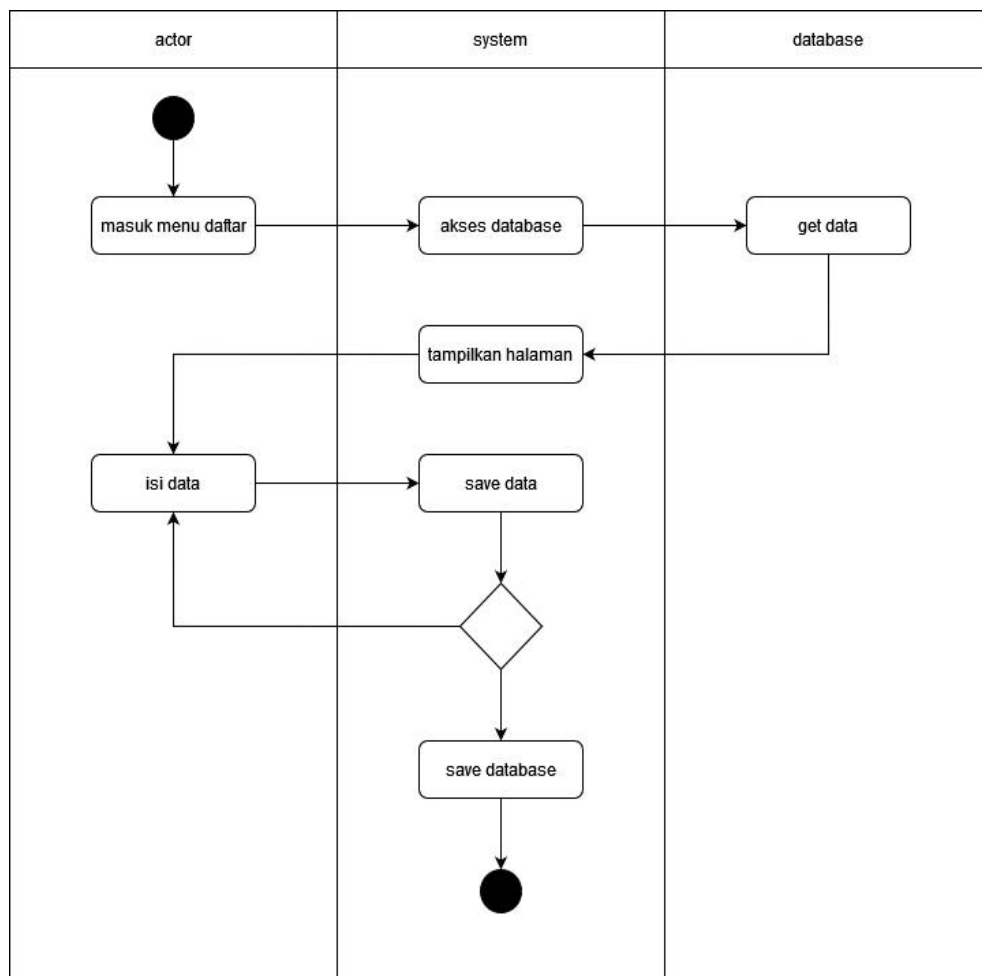 actor
system
database
masuk menu daftar
akses database
get data
tampilkan halaman
isi data
save data
save database